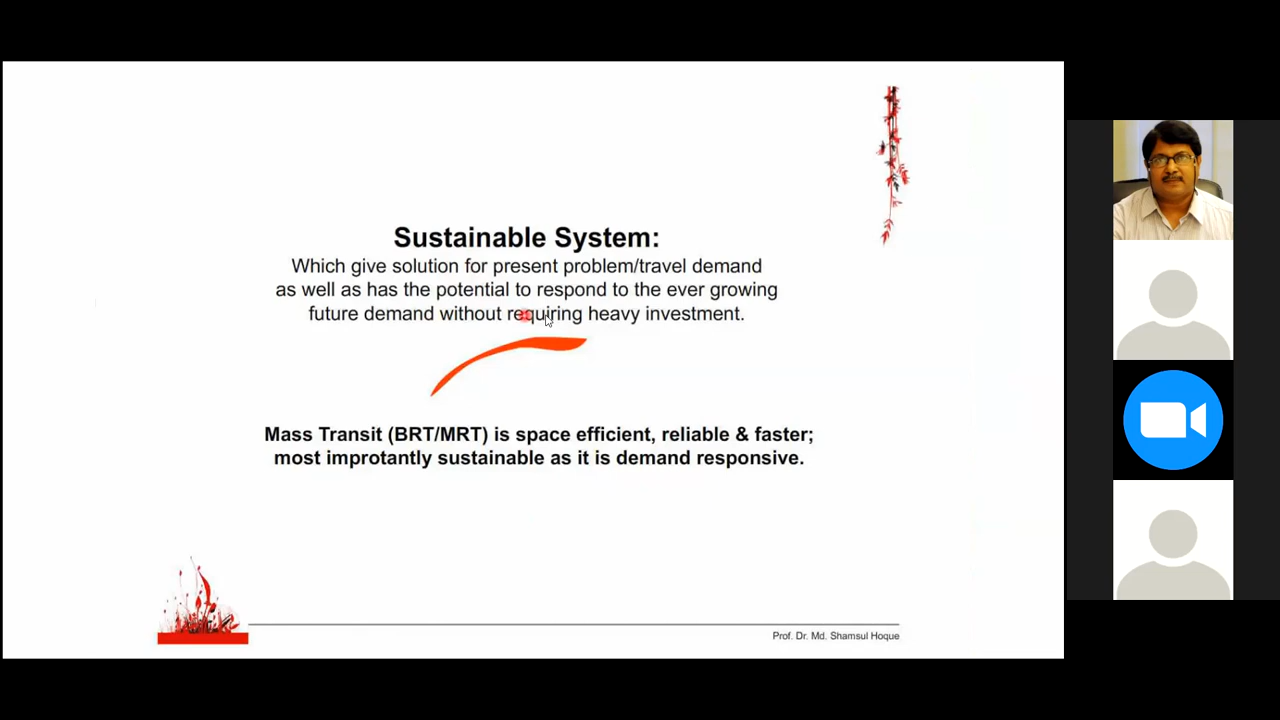 Sustainable System:
Which give solution for present problem/travel demand
as well as has the potential to respond to the ever growing
future demand without requiring heavy investment.
Mass Transit (BRT/MRT) is space efficient, reliable & faster;
most improtantly sustainable as it is demand responsive.
Prof. Dr. Md. Shamsul Hoque